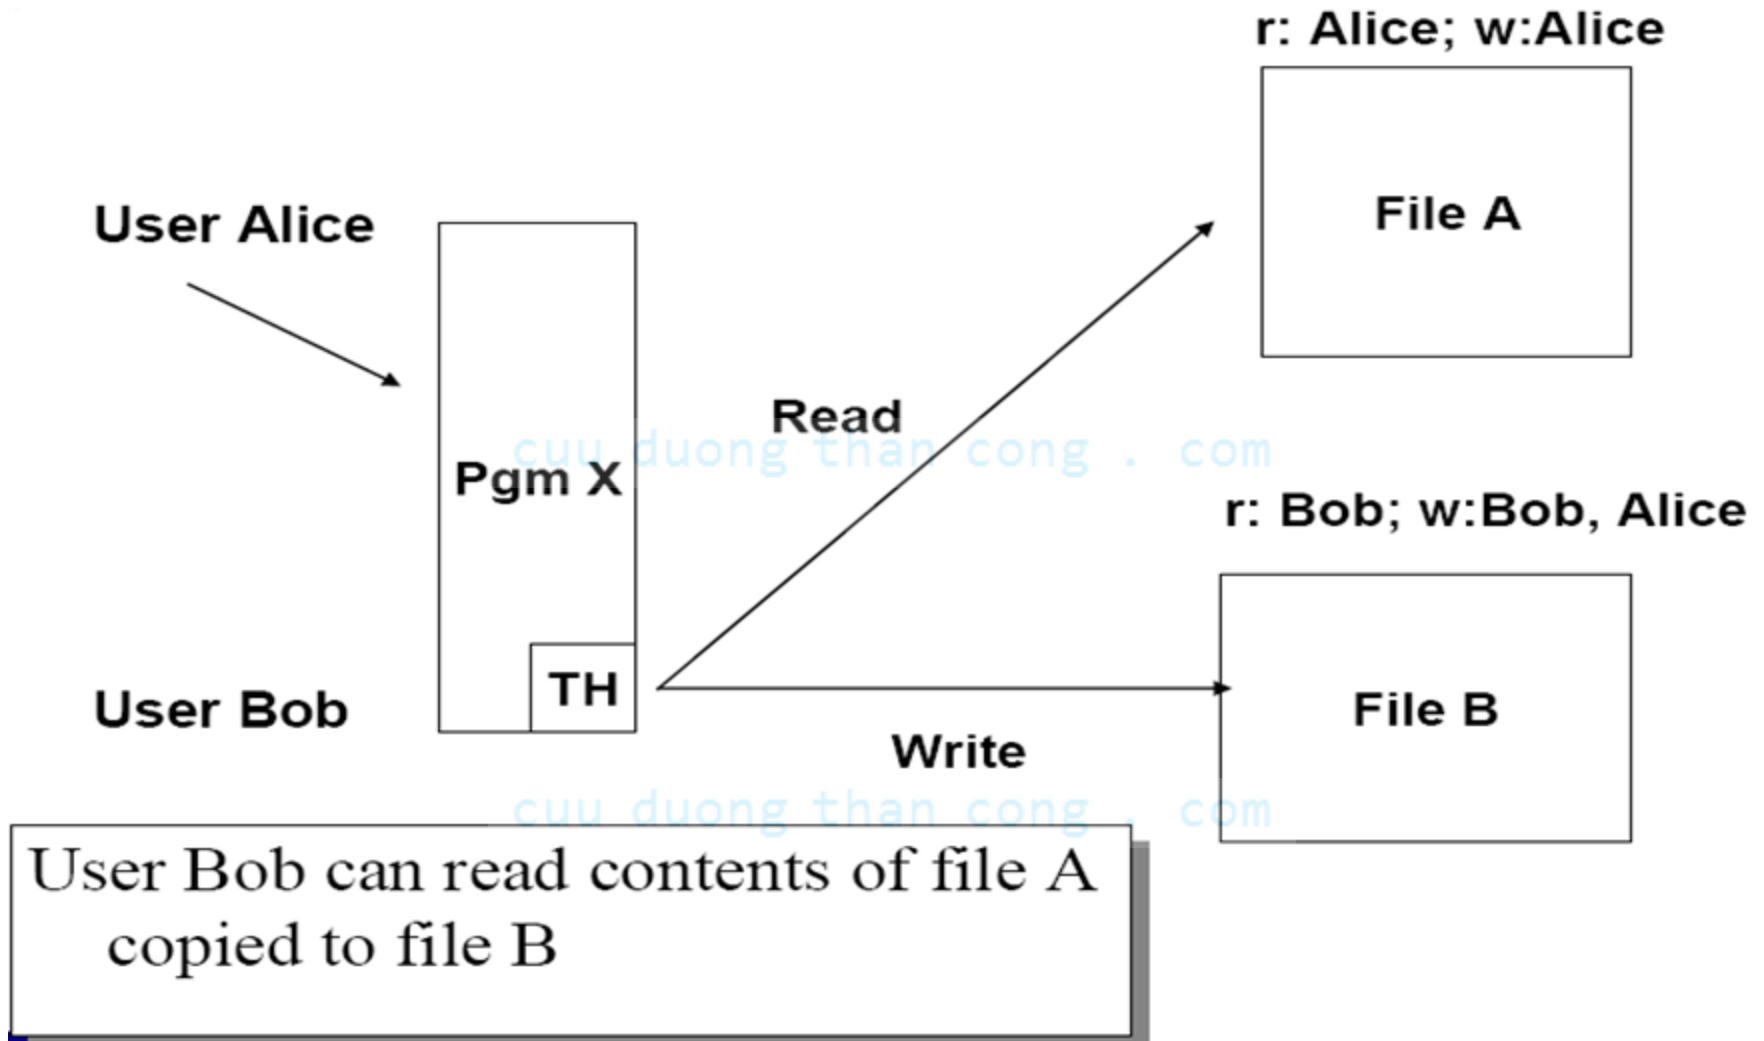 r: Alice; w:Alice
File A
User Alice
Read
cuu duong than cong . com
Pgm X
r: Bob; w:Bob, Alice
TH
User Bob
File B
Write
cuu duong than cong . com
User Bob can read contents of file A
copied to file B